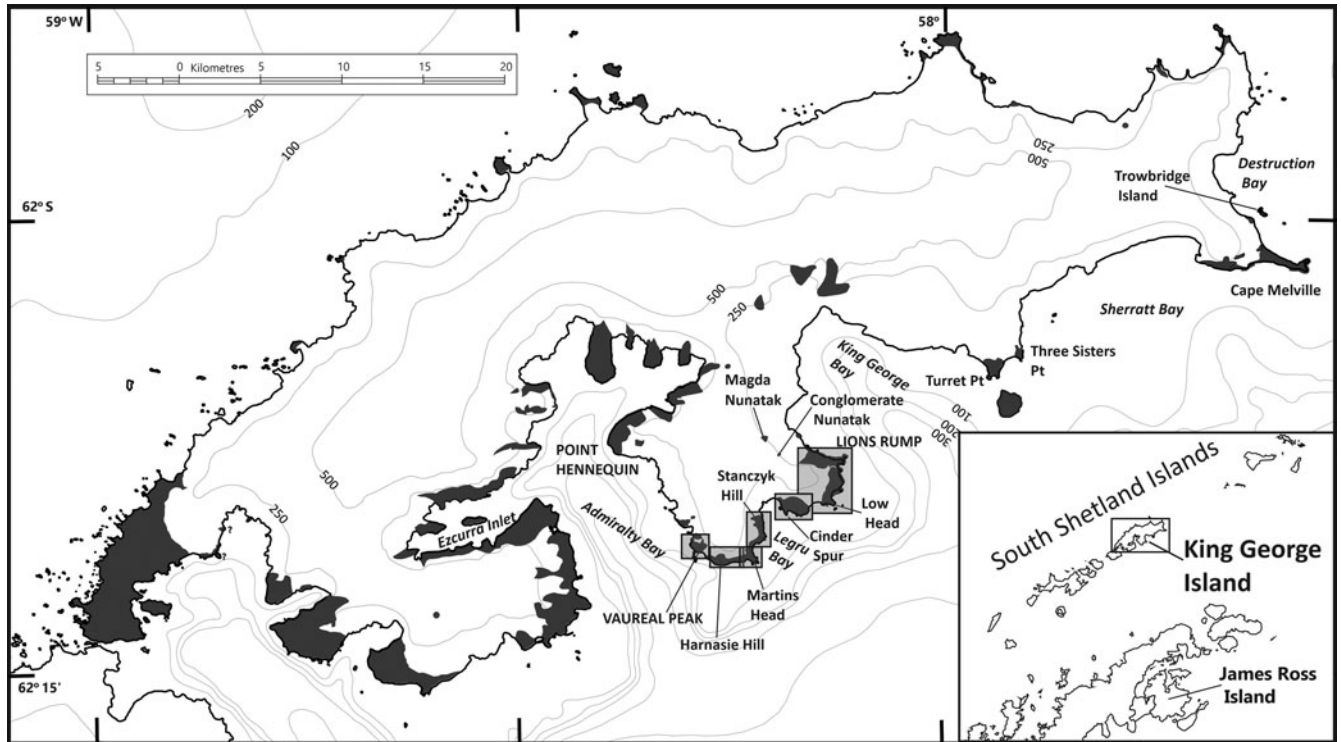 59° W
58°
5 0 Kilometres 5 10 15 20
200
100
250
500
Destruction
Bay
Trowbridge
Island
62° S
Cape Melville
Sherratt Bay
500
250
King George
Bay
Three Sisters
Pt
Turret Pt
100
200
300
Magda
Nunatak
Conglomerate
Nunatak
LIONS RUMP
POINT
HENNEQUIN
500
250
Stanczyk
Hill
Low
Head
Admiralty Bay
Ezcurra Inlet
Legru
Bay
Cinder
Spur
? ?
VAUREAL PEAK
Martins
Head
Harnasie Hill
62° 15'
South Shetland Islands
King George
Island
James Ross
Island